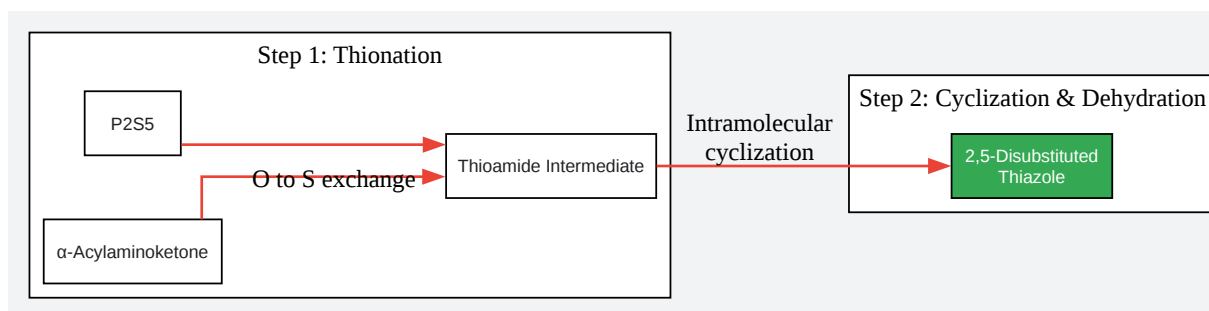 Step 1: Thionation
P2S5
O to S exchange
α-Acylaminoketone
Thioamide Intermediate
Intramolecular
cyclization
Step 2: Cyclization & Dehydration
2,5-Disubstituted
Thiazole